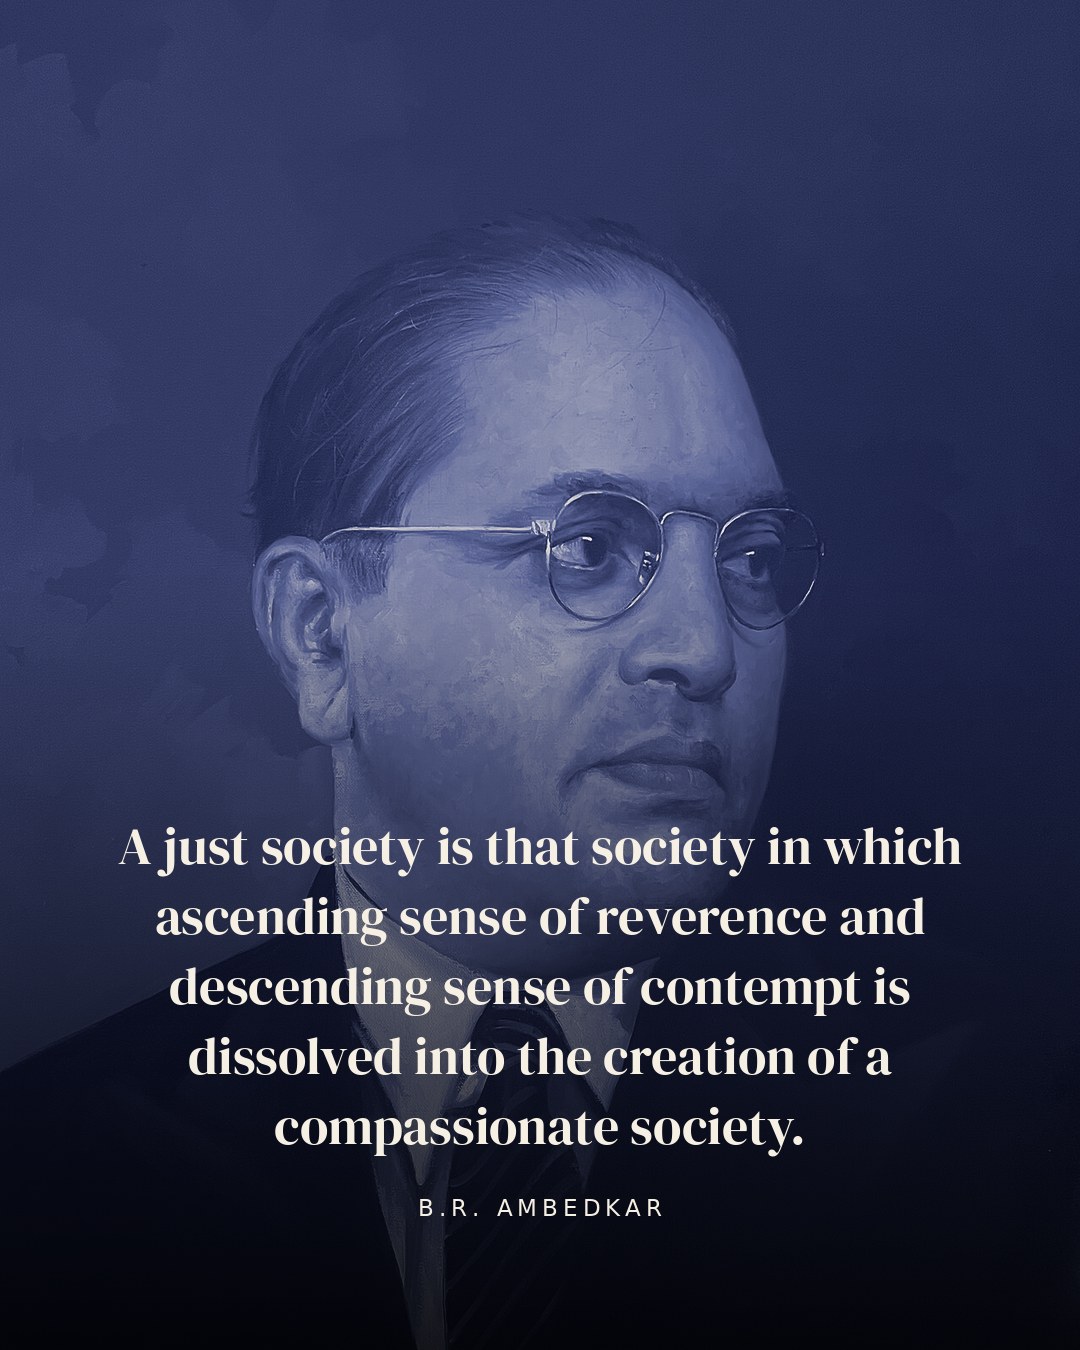 A just society is that society in which
ascending sense of reverence and
descending sense of contempt is
dissolved into the creation of a
compassionate society.
B.R. AMBEDKAR